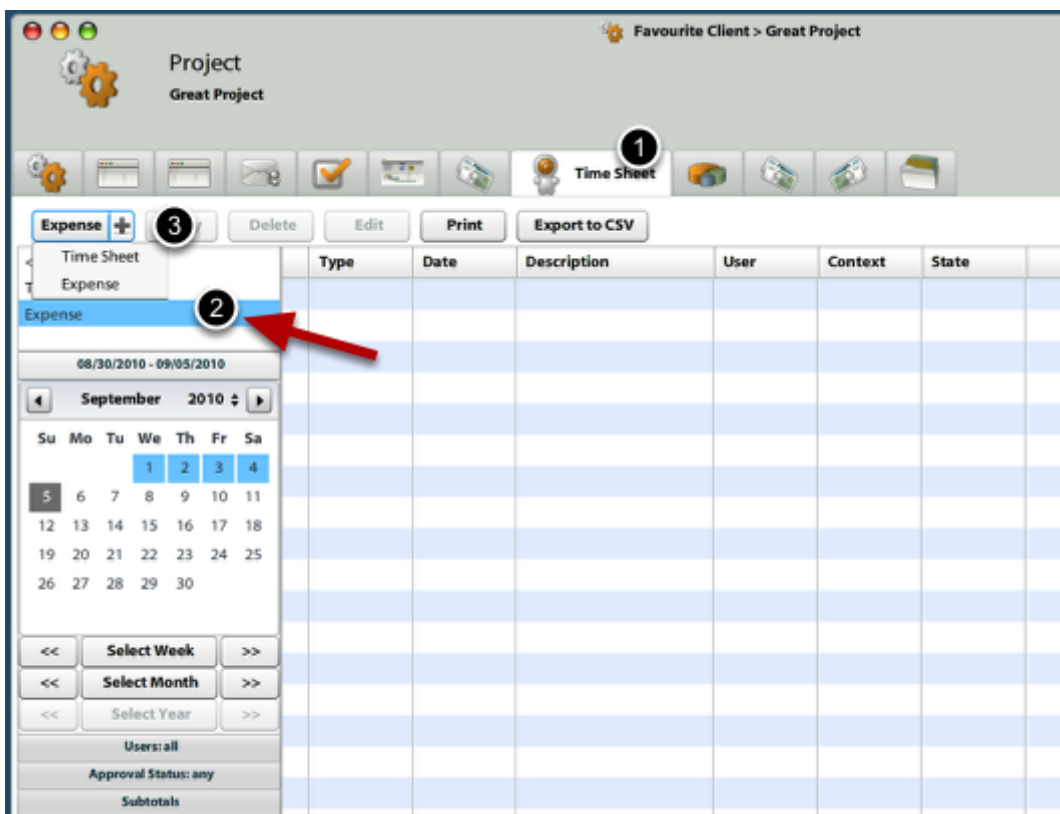 Favourite Client > Great Project
Project
Great Project
1
Time Sheet
Expense
3
Delete
Edit
Print
Export to CSV
Time Sheet
Expense
Type
Date
Description
User
Context
State
<
T
Expense
2
08/30/2010 - 09/05/2010
September 2010
Su Mo Tu We Th Fr Sa
1 2 3 4
5 6 7 8 9 10 11
12 13 14 15 16 17 18
19 20 21 22 23 24 25
26 27 28 29 30
<< Select Week >>
<< Select Month >>
<< Select Year >>
Users: all
Approval Status: any
Subtotals